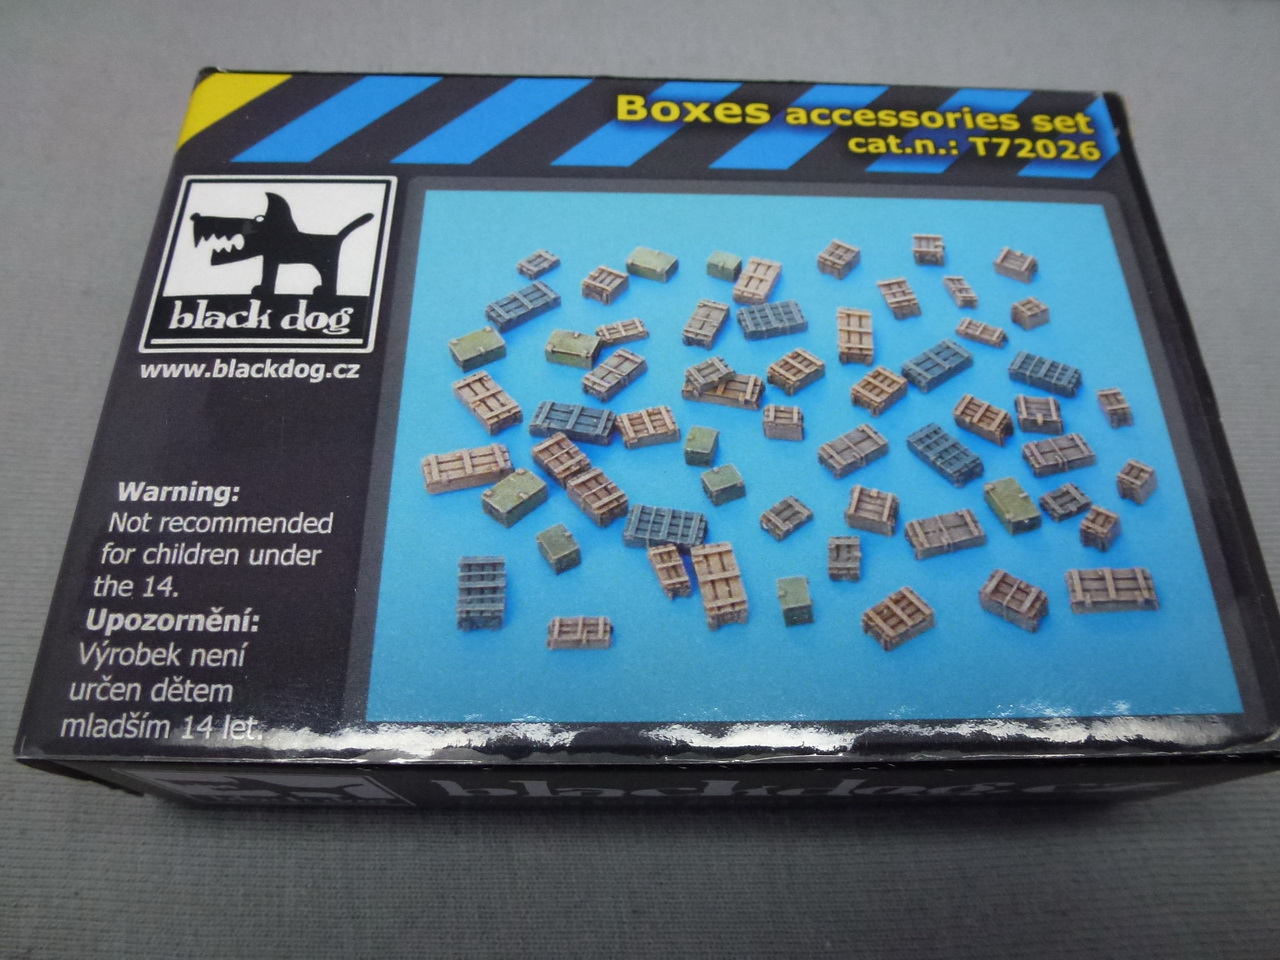 Boxes accessories set
cat.n.: T72026
black dog
www.blackdog.cz
Warning:
Not recommended
for children under
the 14.
Upozornění:
Výrobek není
určen dětem
mladším 14 let.